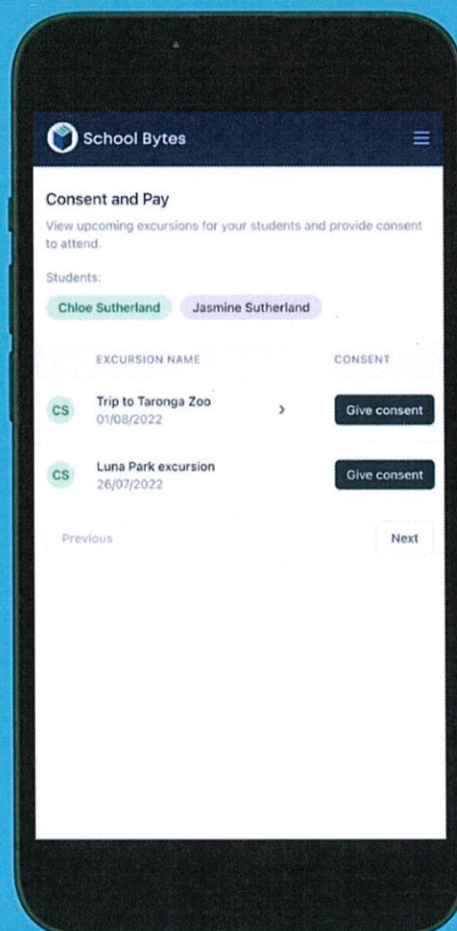 School Bytes
Consent and Pay
View upcoming excursions for your students and provide consent
to attend.
Students:
Chloe Sutherland Jasmine Sutherland
EXCURSION NAME CONSENT
CS Trip to Taronga Zoo > Give consent
01/08/2022
CS Luna Park excursion Give consent
26/07/2022
Previous Next